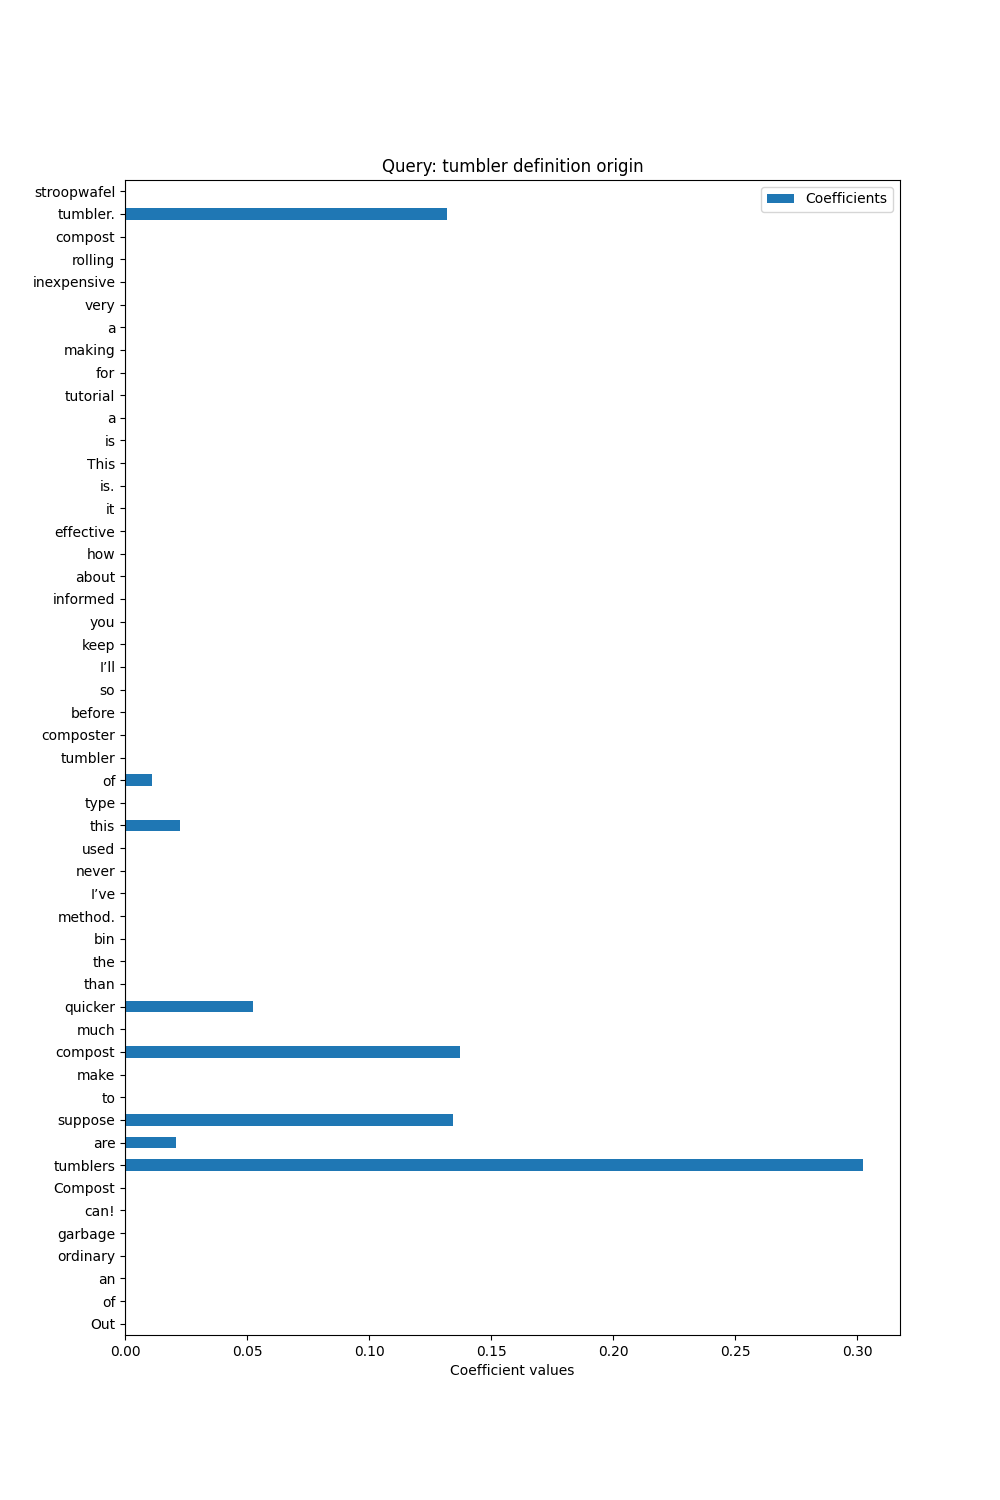 Query: tumbler definition origin
Coefficients
stroopwafel
tumbler.
compost
rolling
inexpensive
very
a
making
for
tutorial
a
is
This
is.
it
effective
how
about
informed
you
keep
I’ll
so
before
composter
tumbler
of
type
this
used
never
I’ve
method.
bin
the
than
quicker
much
compost
make
to
suppose
are
tumblers
Compost
can!
garbage
ordinary
an
of
Out
0.00 0.05 0.10 0.15 0.20 0.25 0.30
Coefficient values